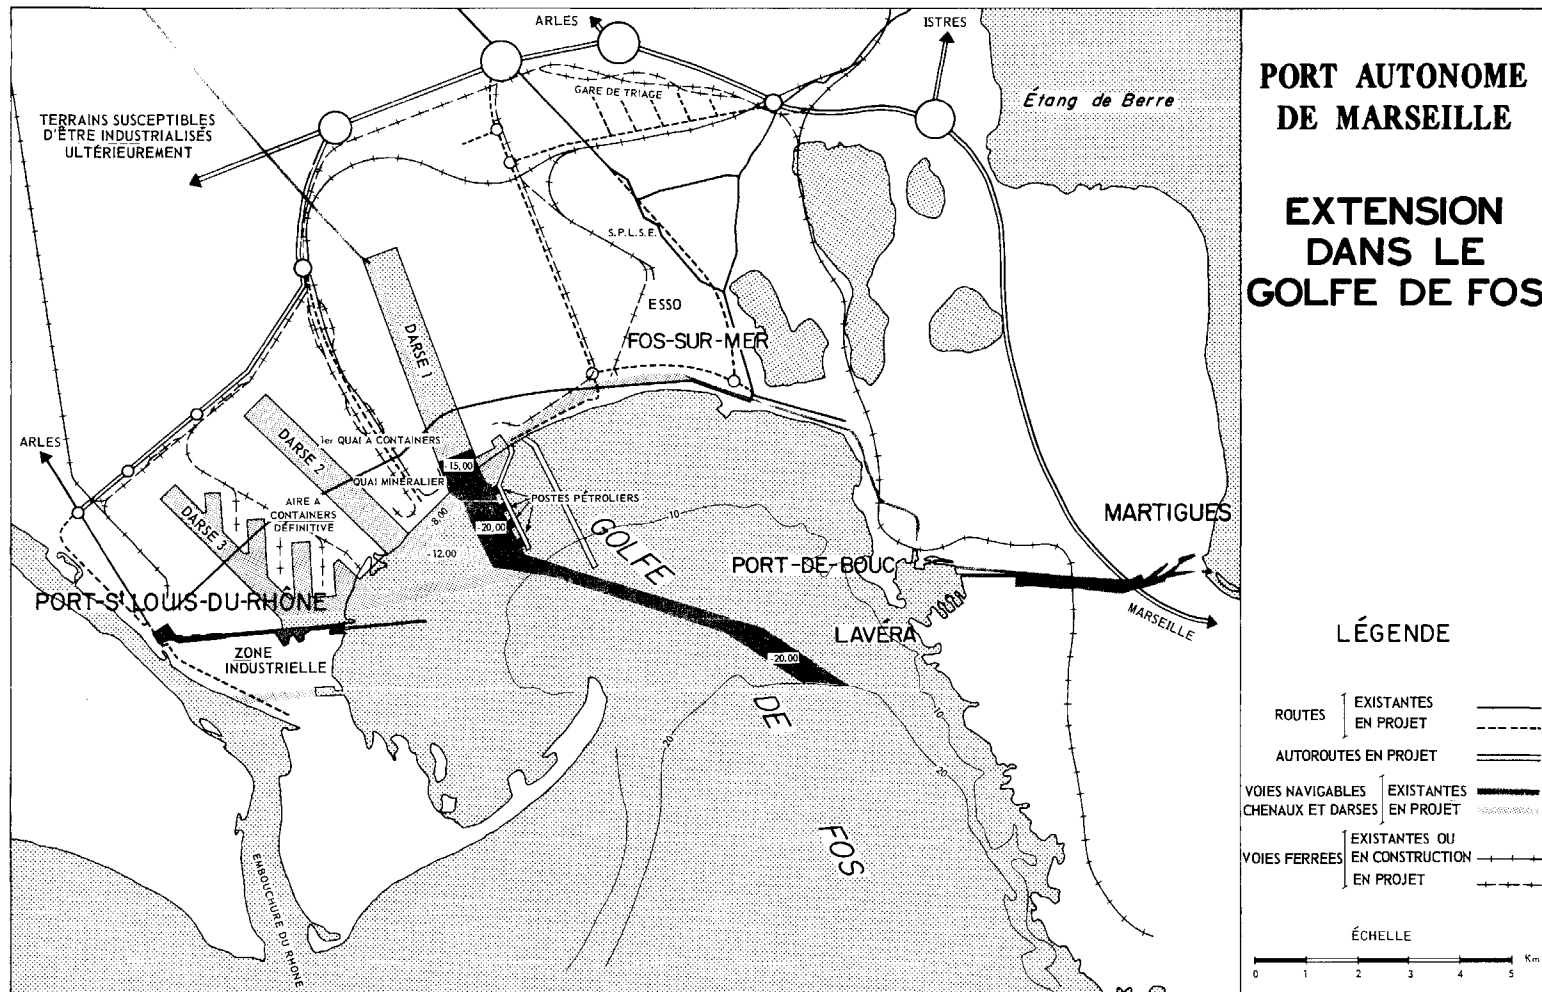 PORT AUTONOME
DE MARSEILLE
EXTENSION
DANS LE
GOLFE DE FOS
ARLES
ISTRES
Étang de Berre
GARE DE TRIAGE
TERRAINS SUSCEPTIBLES
D'ÊTRE INDUSTRIALISÉS
ULTÉRIEUREMENT
S.P.L.S.E.
ESSO
FOS-SUR-MER
DARSE 1
ARLES
DARSE 2
1er QUAI A CONTAINERS
QUAI MINÉRALIER
-15,00
AIRE A
CONTAINERS
DÉFINITIVE
DARSE 3
POSTES PÉTROLIERS
-8.00
-20,00
-12.00
10
MARTIGUES
PORT-DE-BOUC
PORT-St LOUIS-DU-RHÔNE
LAVÉRA
MARSEILLE
ZONE
INDUSTRIELLE
-20.00
GOLFE
DE
FOS
10
20
20
EMBOUCHURE DU RHÔNE
LÉGENDE
ROUTES
EXISTANTES
EN PROJET
AUTOROUTES EN PROJET
VOIES NAVIGABLES
CHENAUX ET DARSES
EXISTANTES
EN PROJET
VOIES FERRÉES
EXISTANTES OU
EN CONSTRUCTION
EN PROJET
ÉCHELLE
0 1 2 3 4 5 Km